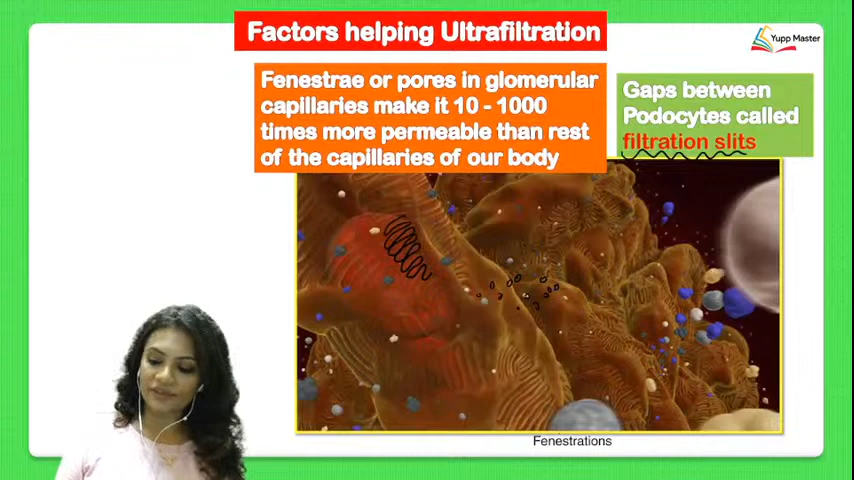 Factors helping Ultrafiltration
Yupp Master
Fenestrae or pores in glomerular
capillaries make it 10 - 1000
times more permeable than rest
of the capillaries of our body
Gaps between
Podocytes called
filtration slits
Fenestrations